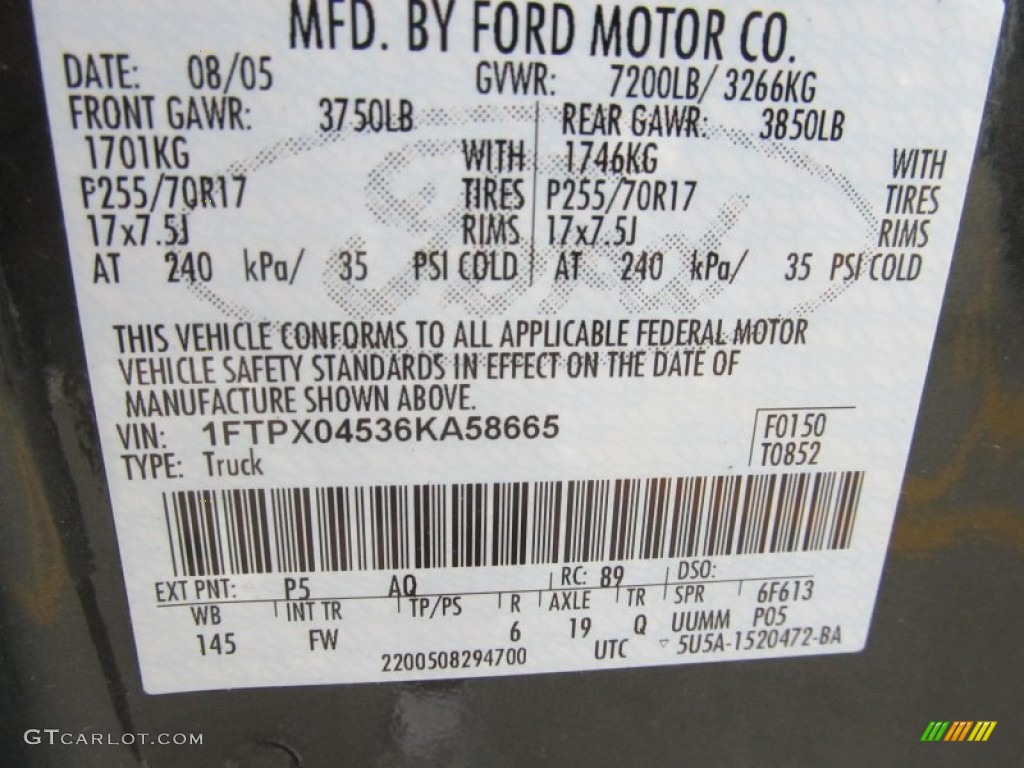 MFD. BY FORD MOTOR CO.
DATE: 08/05 GVWR: 7200LB/ 3266KG
FRONT GAWR: 3750LB REAR GAWR: 3850LB
1701KG WITH 1746KG WITH
P255/70R17 TIRES P255/70R17 TIRES
17x7.5J RIMS 17x7.5J RIMS
AT 240 kPa/ 35 PSI COLD AT 240 kPa/ 35 PSI COLD
Ford
THIS VEHICLE CONFORMS TO ALL APPLICABLE FEDERAL MOTOR
VEHICLE SAFETY STANDARDS IN EFFECT ON THE DATE OF
MANUFACTURE SHOWN ABOVE.
VIN: 1FTPX04536KA58665 F0150
TYPE: Truck T0852
EXT PNT: P5 AQ RC: 89 DSO:
WB INT TR TP/PS R AXLE TR SPR 6F613
145 FW 6 19 Q UUMM P05
2200508294700 UTC ▽ 5U5A-1520472-BA
GTCARLOT.COM